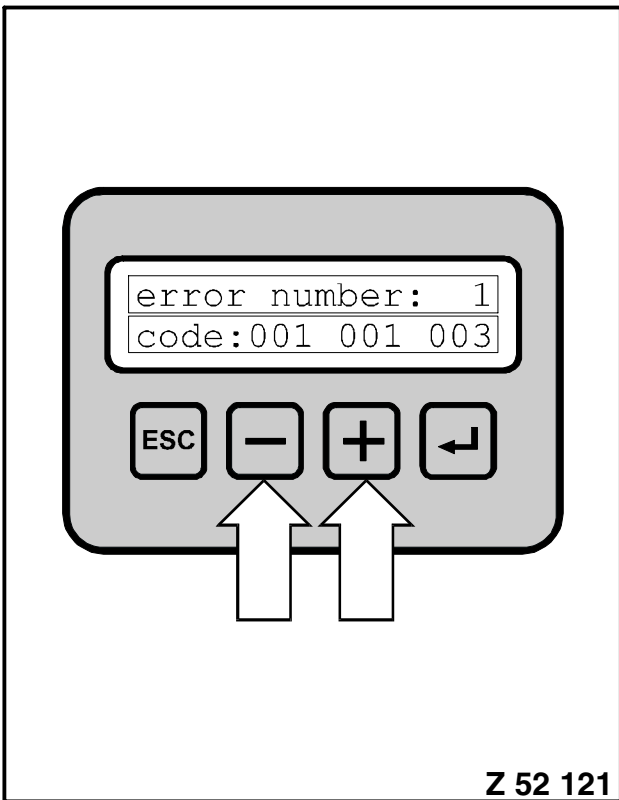 error number: 1
code:001 001 003
ESC − + ↵
Z 52 121